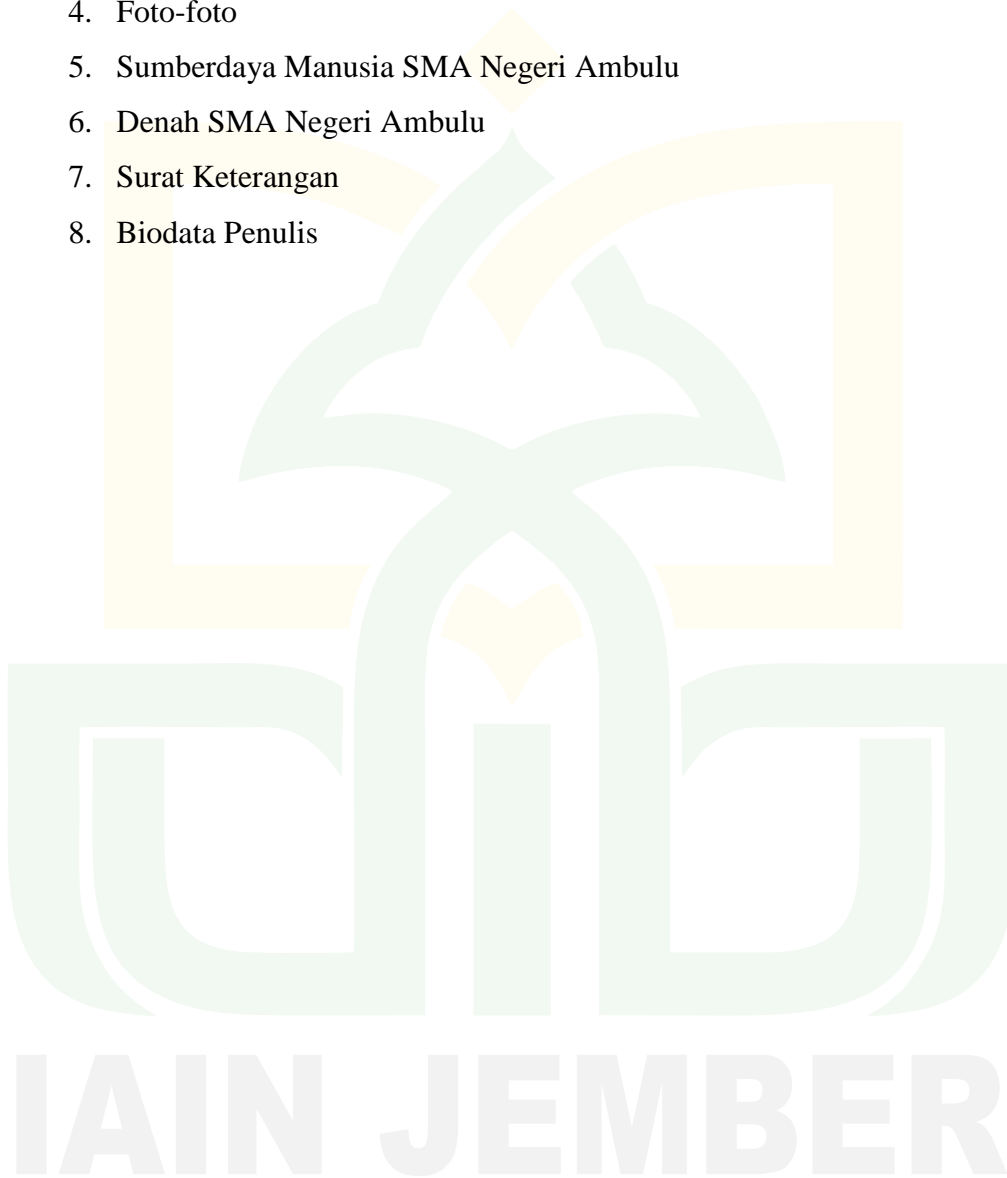 4. Foto-foto
5. Sumberdaya Manusia SMA Negeri Ambulu
6. Denah SMA Negeri Ambulu
7. Surat Keterangan
8. Biodata Penulis
IAIN JEMBER